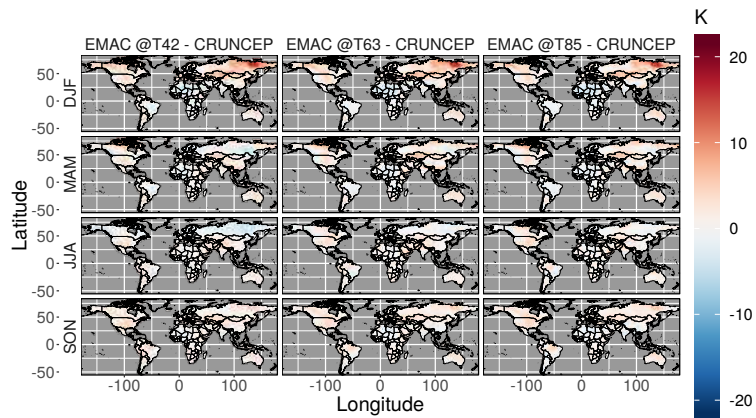 K
EMAC @T42 - CRUNCEP EMAC @T63 - CRUNCEP EMAC @T85 - CRUNCEP
20
50
0
-50
DJF
10
50
0
-50
MAM
Latitude
0
50
0
-50
JJA
-10
50
0
-50
SON
-20
-100 0 100 -100 0 100 -100 0 100
Longitude